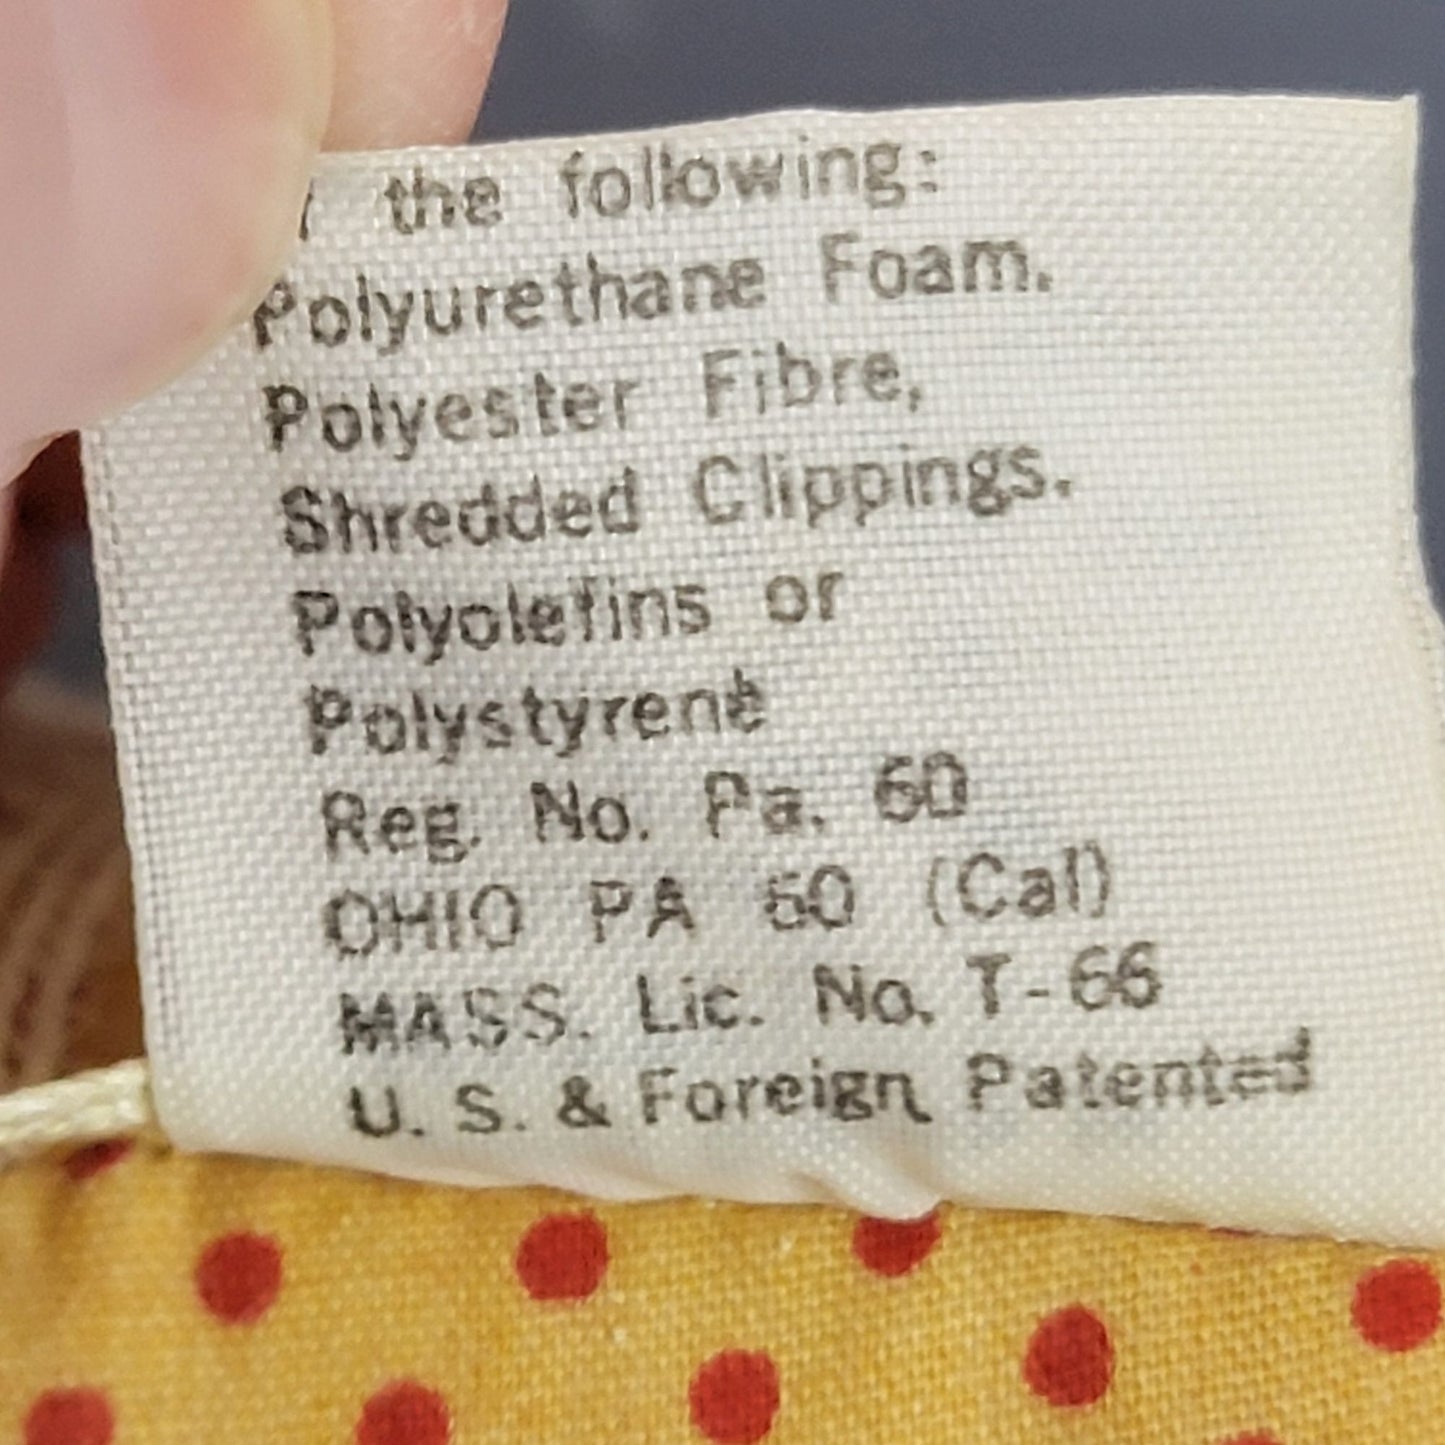 the following:
Polyurethane Foam.
Polyester Fibre,
Shredded Clippings.
Polyolefins or
Polystyrene
Reg. No. Pa. 60
OHIO PA 60 (Cal)
MASS. Lic. No. T-66
U. S. & Foreign Patented